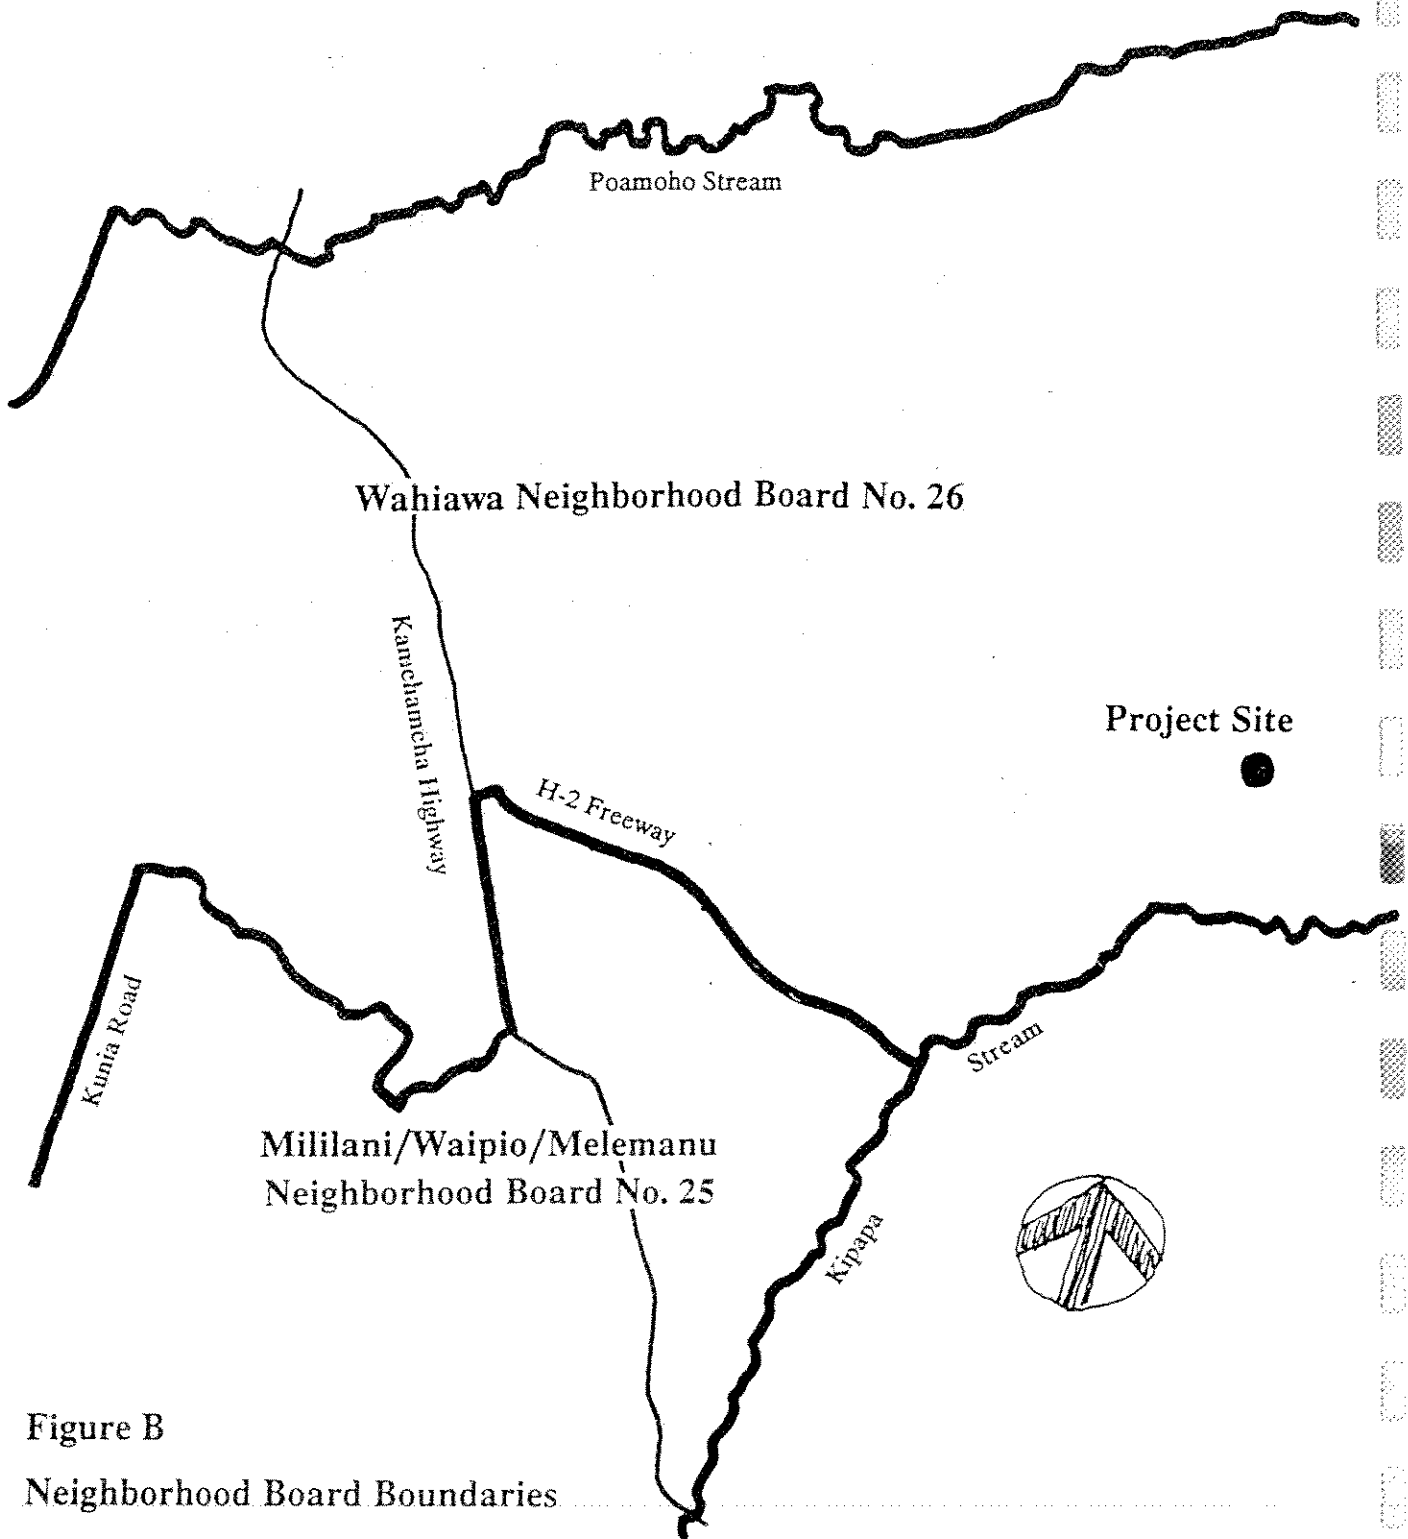 Poamoho Stream
Wahiawa Neighborhood Board No. 26
Kamehameha Highway
Project Site
H-2 Freeway
Kunia Road
Stream
Mililani/Waipio/Melemanu
Neighborhood Board No. 25
Kipapa
Figure B
Neighborhood Board Boundaries